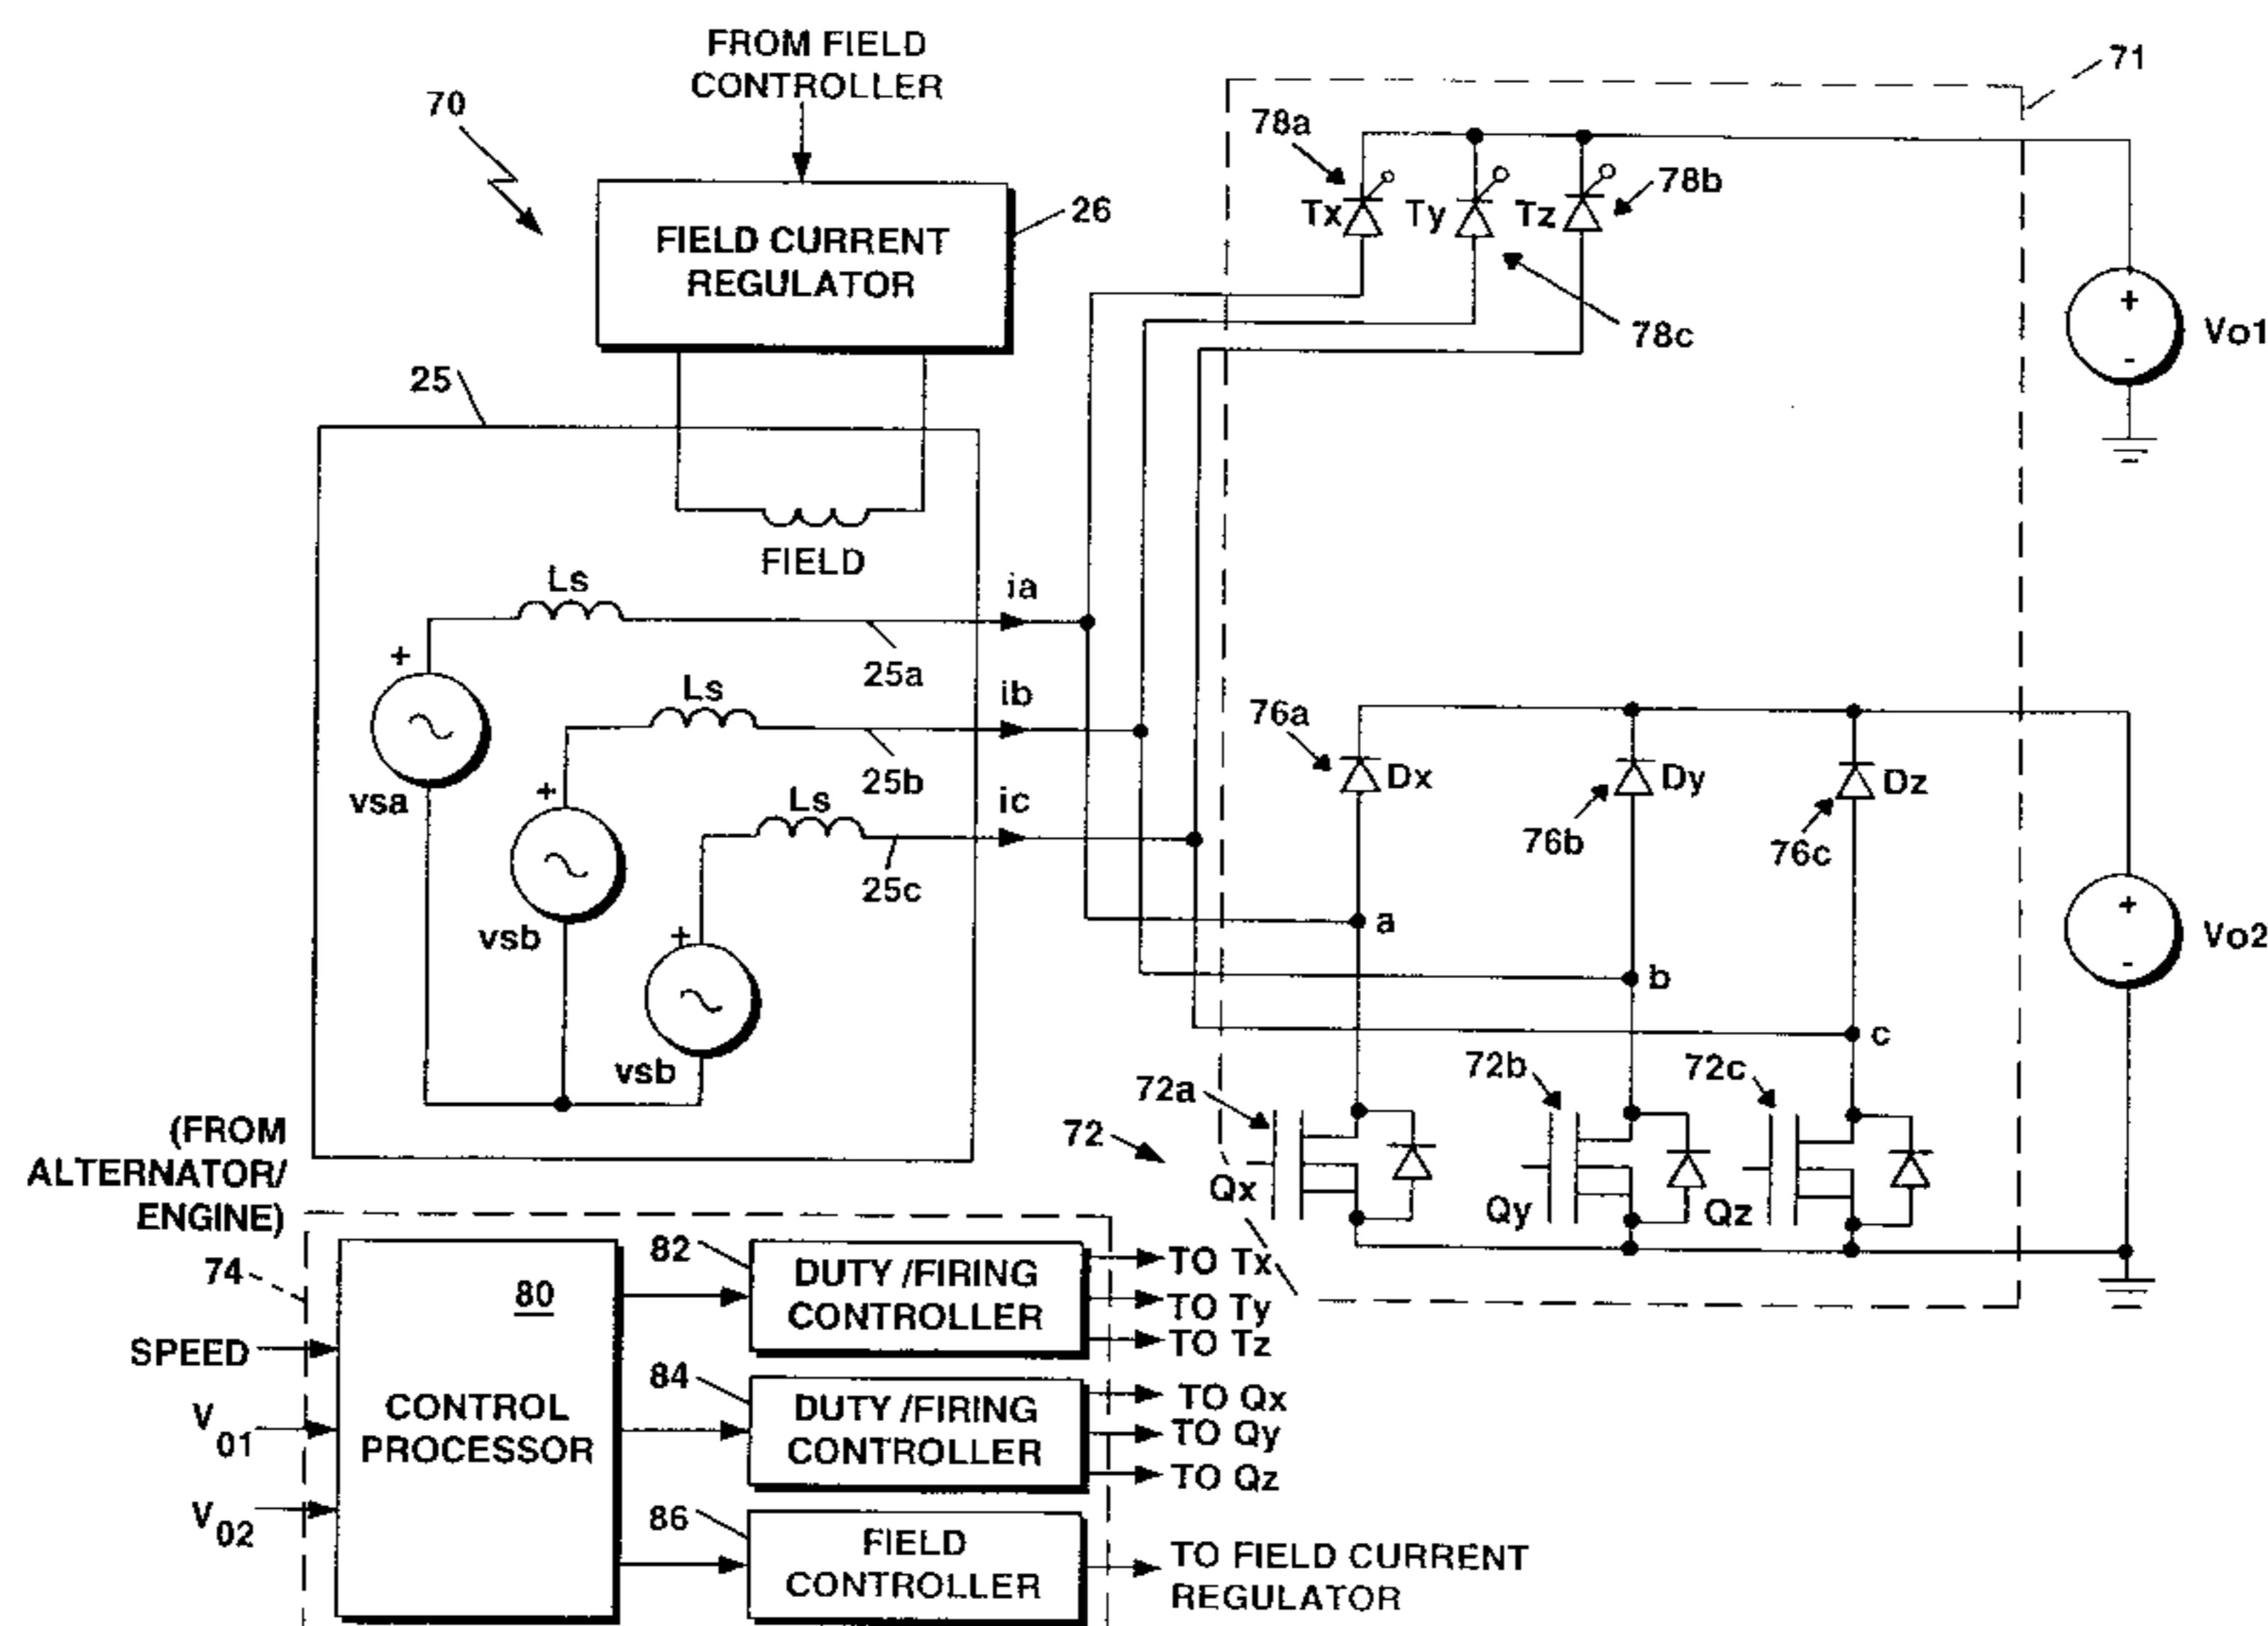 FROM FIELD
CONTROLLER
70
FIELD CURRENT
REGULATOR
26
71
78a
78b
78c
Tx
Ty
Tz
+
-
Vo1
25
FIELD
Ls
ia
25a
+
vsa
Ls
ib
25b
+
vsb
Ls
ic
25c
+
vsb
76a
Dx
76b
Dy
76c
Dz
a
b
c
+
-
Vo2
72
72a
Qx
72b
Qy
72c
Qz
(FROM
ALTERNATOR/
ENGINE)
74
SPEED
V01
V02
80
CONTROL
PROCESSOR
82
DUTY /FIRING
CONTROLLER
TO Tx
TO Ty
TO Tz
84
DUTY /FIRING
CONTROLLER
TO Qx
TO Qy
TO Qz
86
FIELD
CONTROLLER
TO FIELD CURRENT
REGULATOR